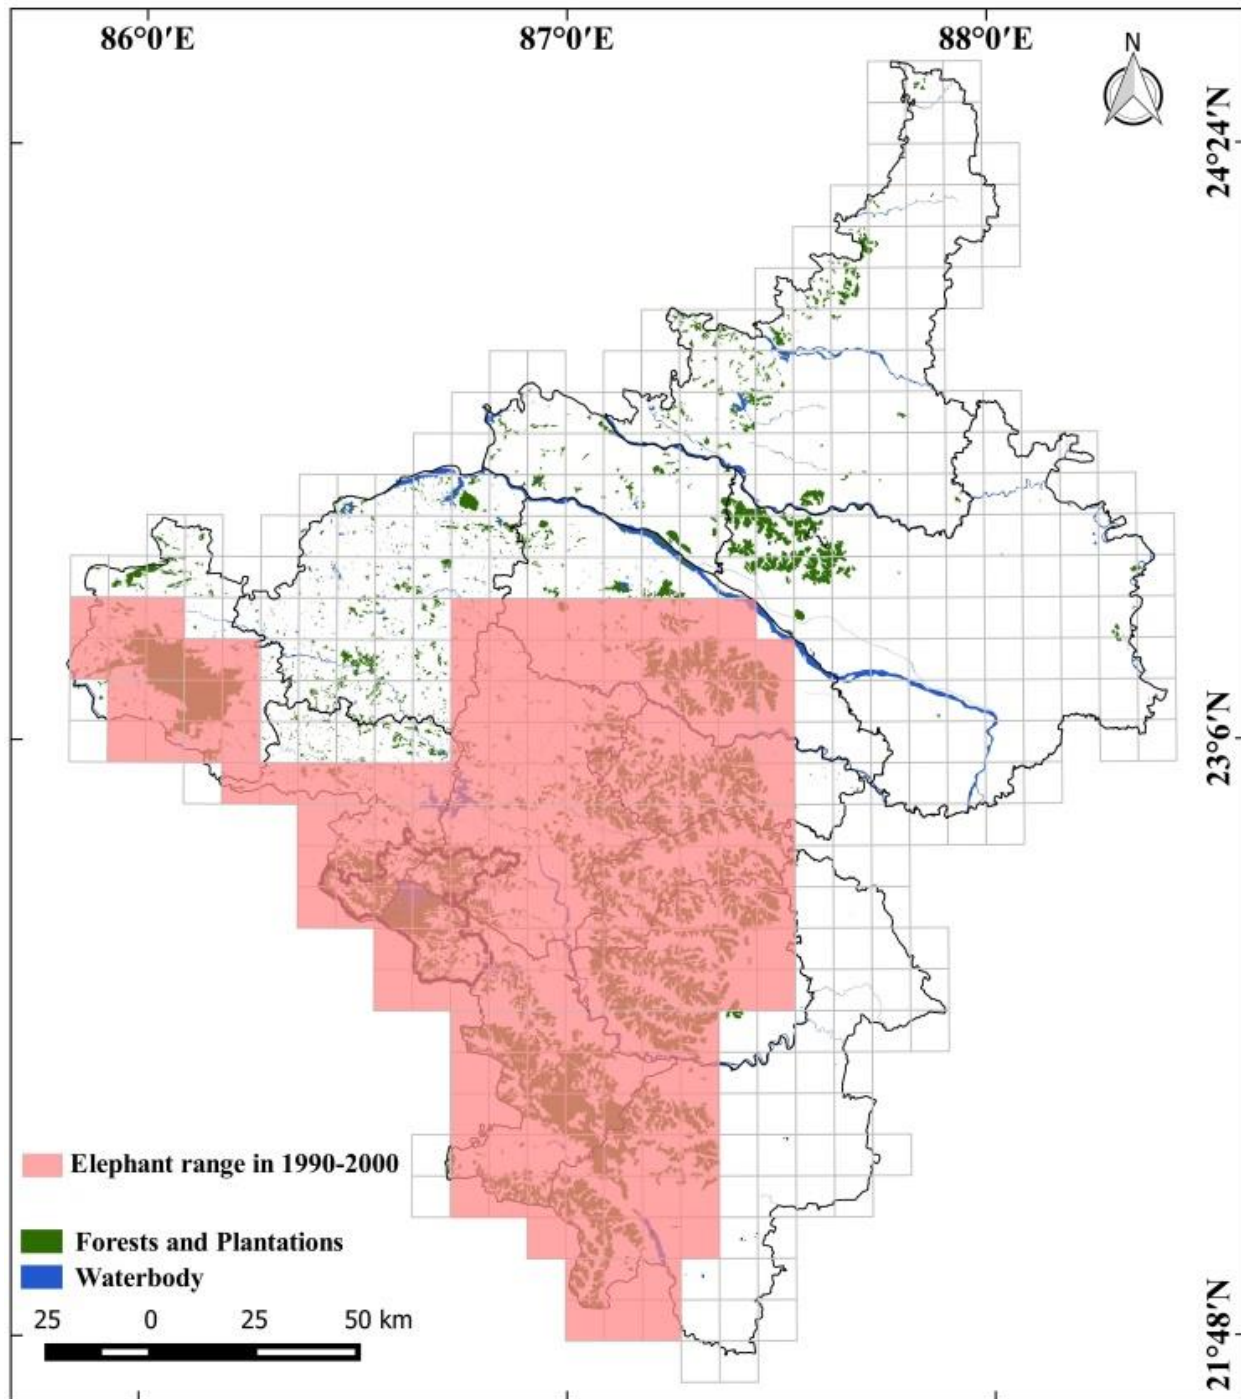 86°0′E 87°0′E 88°0′E
N
24°24′N
23°6′N
Elephant range in 1990-2000
Forests and Plantations
Waterbody
25 0 25 50 km
21°48′N